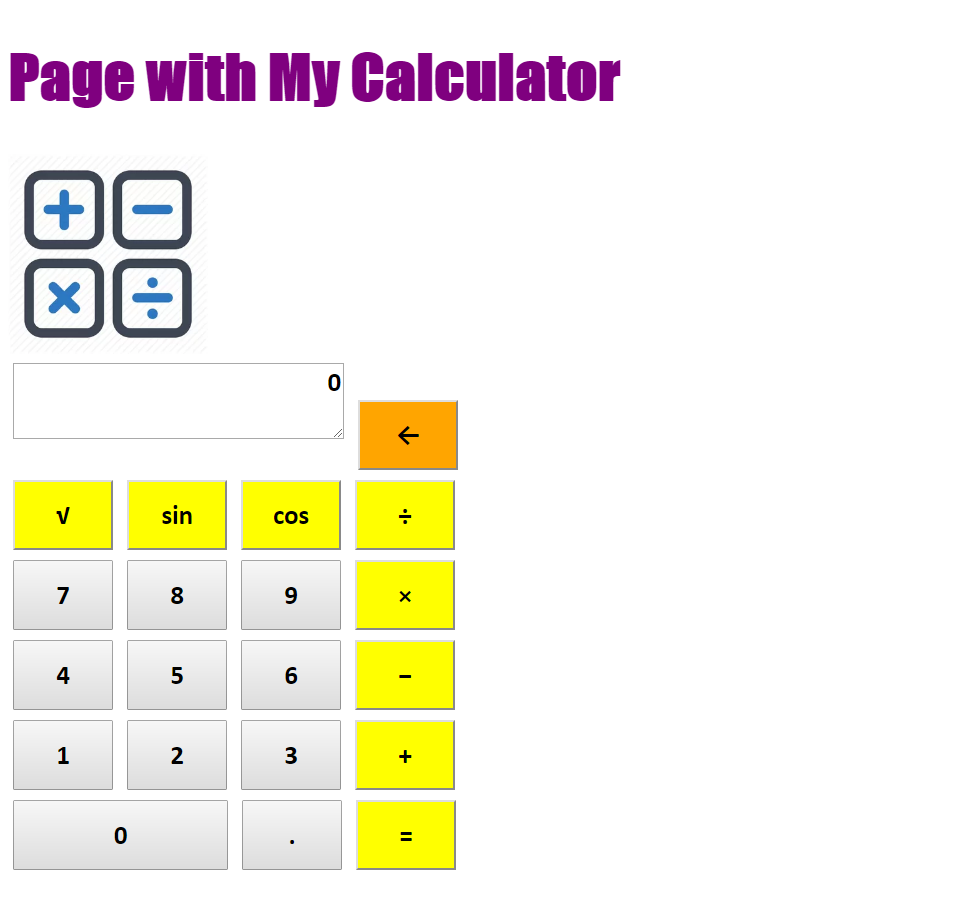 Page with My Calculator
+ −
× ÷
0
←
√ sin cos ÷
7 8 9 ×
4 5 6 −
1 2 3 +
0 . =